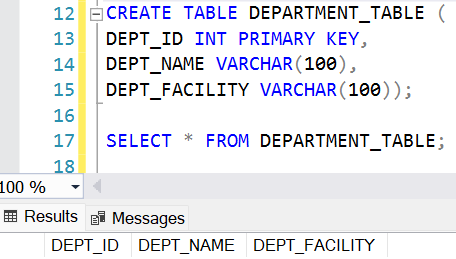 12 CREATE TABLE DEPARTMENT_TABLE (
13 DEPT_ID INT PRIMARY KEY,
14 DEPT_NAME VARCHAR(100),
15 DEPT_FACILITY VARCHAR(100));
16
17 SELECT * FROM DEPARTMENT_TABLE;
18
100 %
Results Messages
DEPT_ID DEPT_NAME DEPT_FACILITY